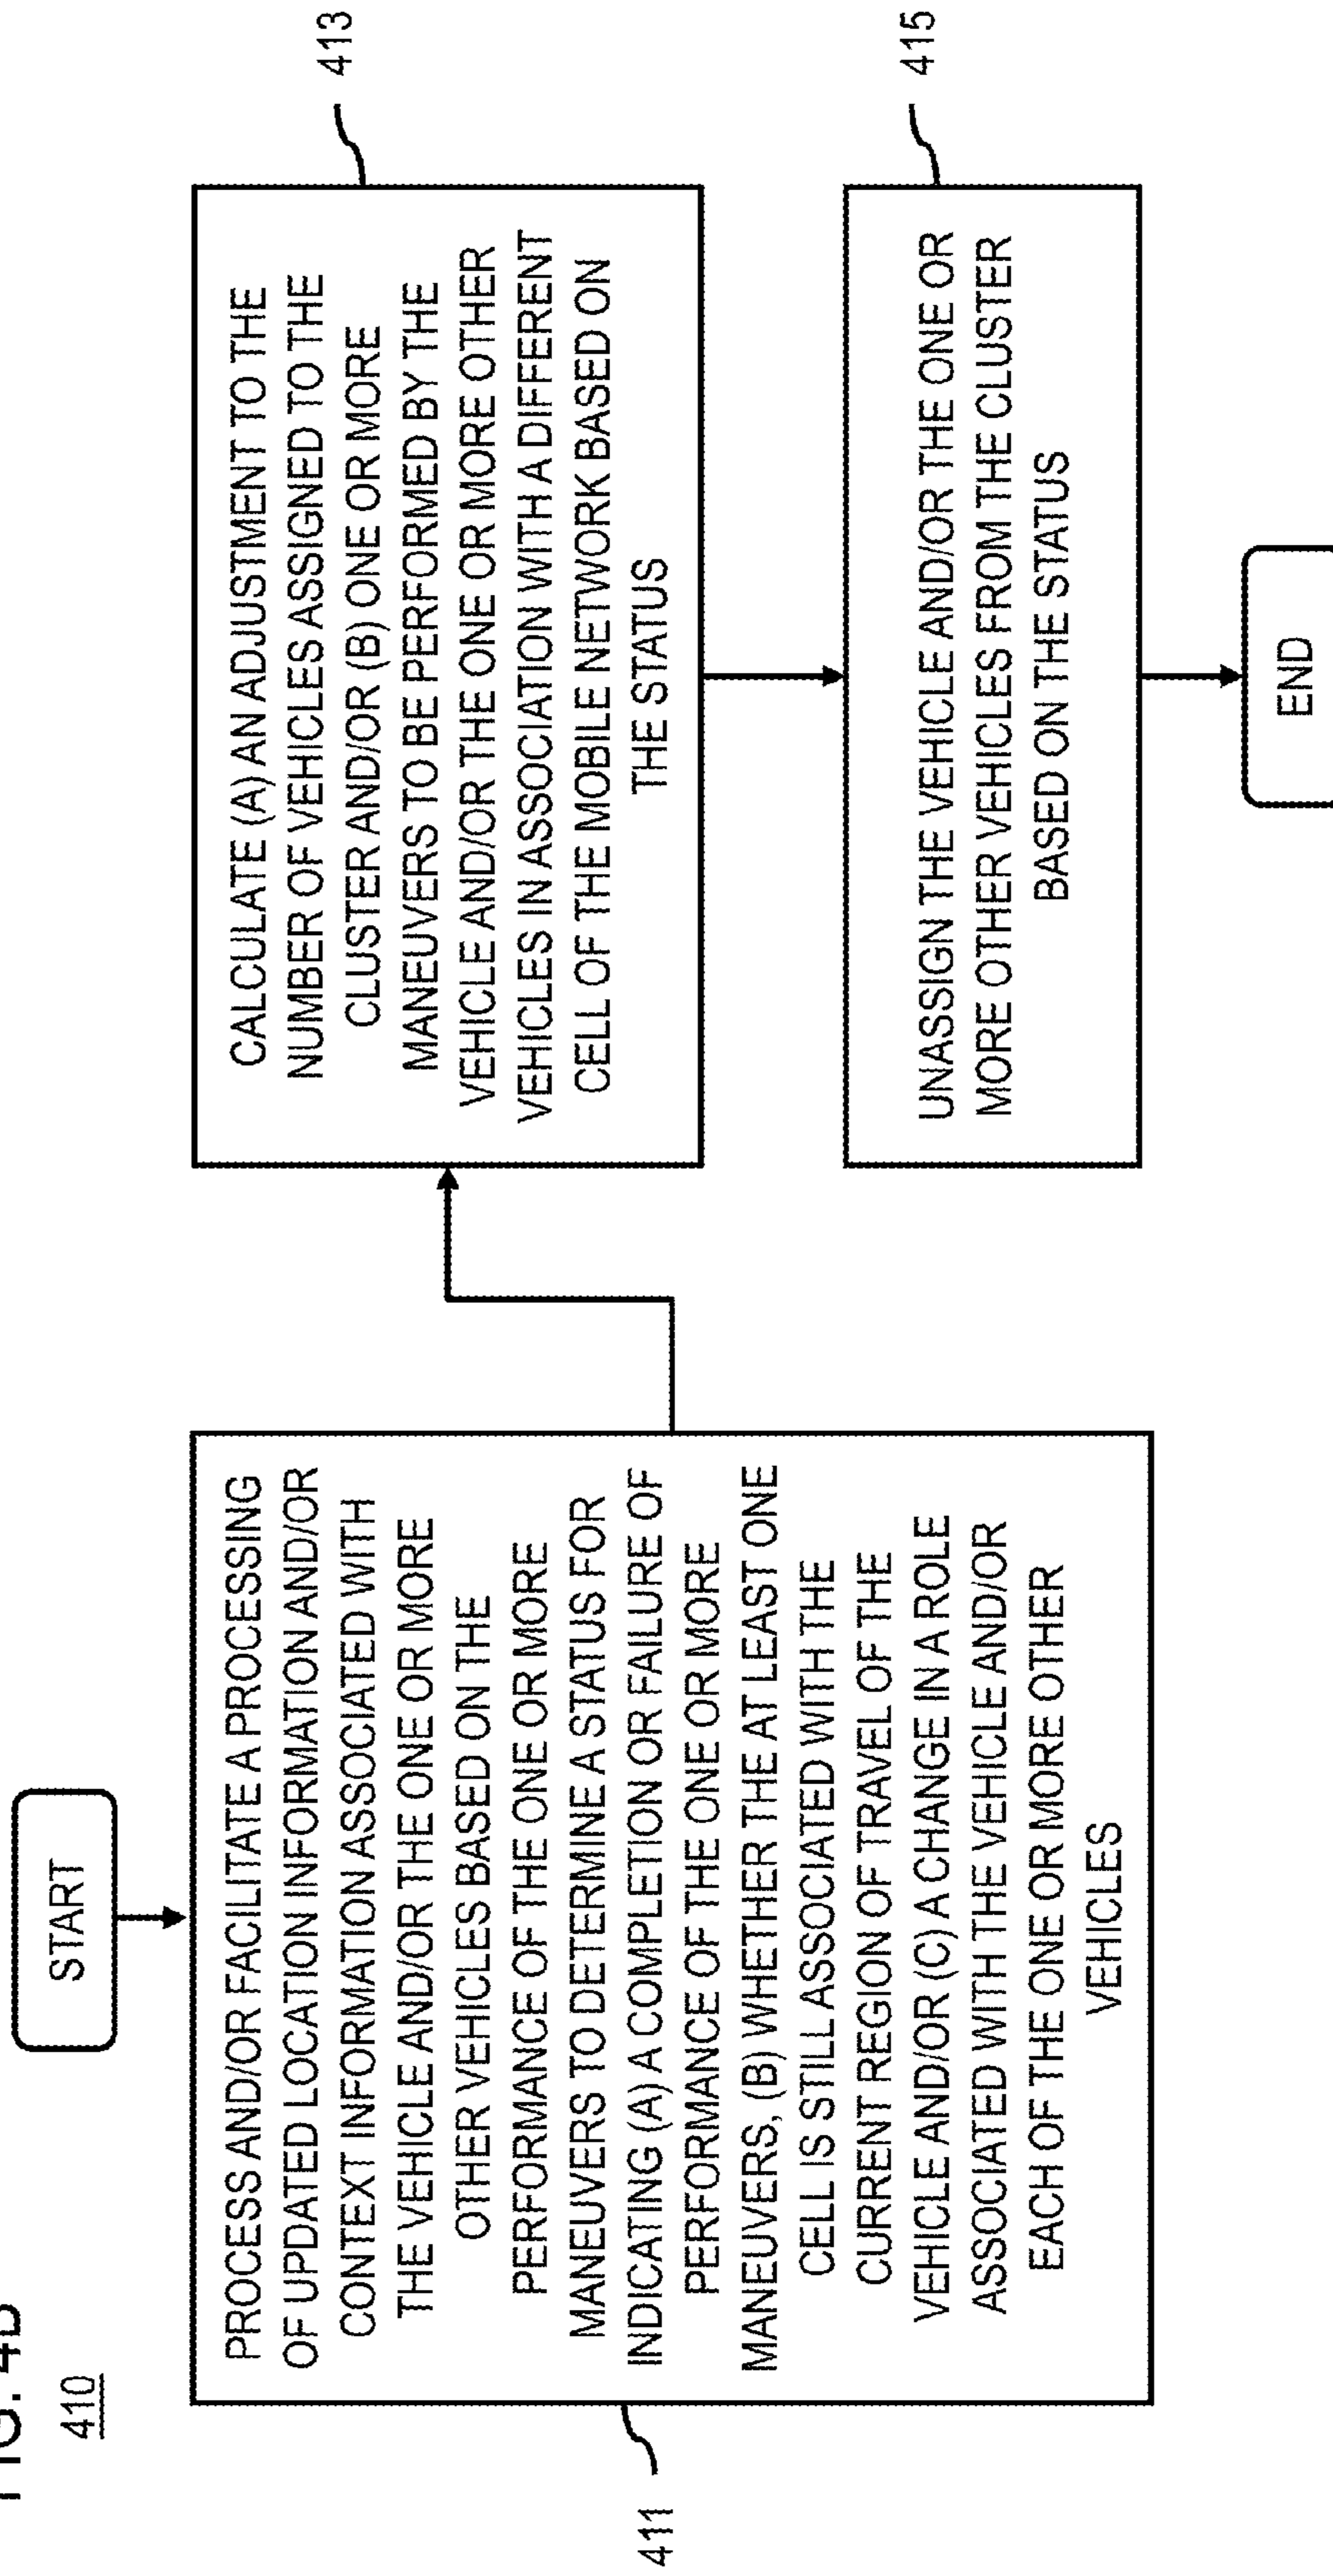 FIG. 4B
410
START
PROCESS AND/OR FACILITATE A PROCESSING
OF UPDATED LOCATION INFORMATION AND/OR
CONTEXT INFORMATION ASSOCIATED WITH
THE VEHICLE AND/OR THE ONE OR MORE
OTHER VEHICLES BASED ON THE
PERFORMANCE OF THE ONE OR MORE
MANEUVERS TO DETERMINE A STATUS FOR
INDICATING (A) A COMPLETION OR FAILURE OF
PERFORMANCE OF THE ONE OR MORE
MANEUVERS, (B) WHETHER THE AT LEAST ONE
CELL IS STILL ASSOCIATED WITH THE
CURRENT REGION OF TRAVEL OF THE
VEHICLE AND/OR (C) A CHANGE IN A ROLE
ASSOCIATED WITH THE VEHICLE AND/OR
EACH OF THE ONE OR MORE OTHER
VEHICLES
411
CALCULATE (A) AN ADJUSTMENT TO THE
NUMBER OF VEHICLES ASSIGNED TO THE
CLUSTER AND/OR (B) ONE OR MORE
MANEUVERS TO BE PERFORMED BY THE
VEHICLE AND/OR THE ONE OR MORE OTHER
VEHICLES IN ASSOCIATION WITH A DIFFERENT
CELL OF THE MOBILE NETWORK BASED ON
THE STATUS
413
UNASSIGN THE VEHICLE AND/OR THE ONE OR
MORE OTHER VEHICLES FROM THE CLUSTER
BASED ON THE STATUS
415
END